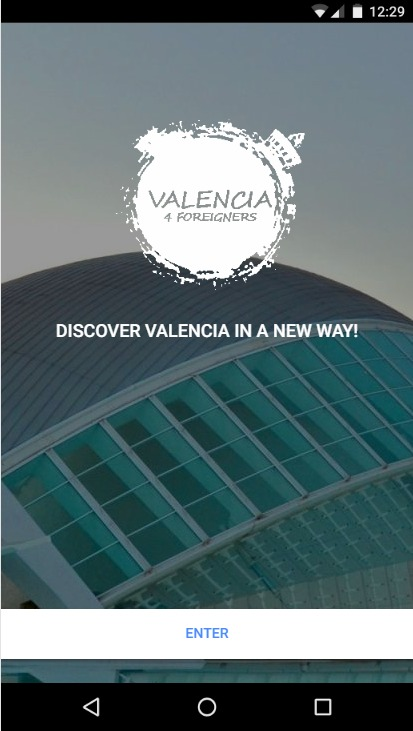 12:29
VALENCIA
4 FOREIGNERS
DISCOVER VALENCIA IN A NEW WAY!
ENTER